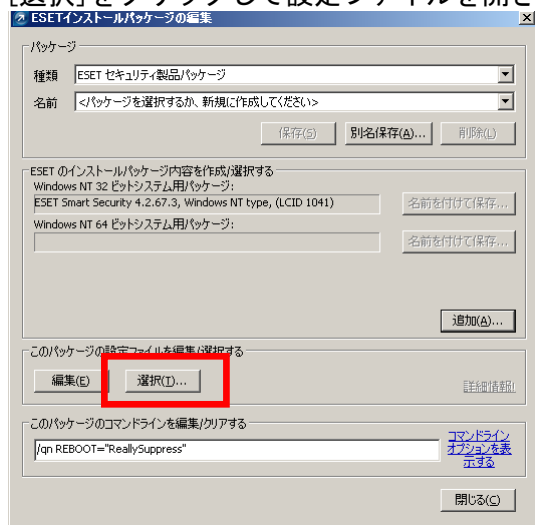 [選択]をクリックして設定ファイルを開き
ESETインストールパッケージの編集
パッケージ
種類 ESET セキュリティ製品パッケージ
名前 <パッケージを選択するか、新規に作成してください>
保存(S) 別名保存(A)... 削除(L)
ESET のインストールパッケージ内容を作成/選択する
Windows NT 32 ビットシステム用パッケージ:
ESET Smart Security 4.2.67.3, Windows NT type, (LCID 1041) 名前を付けて保存...
Windows NT 64 ビットシステム用パッケージ:
名前を付けて保存...
追加(A)...
このパッケージの設定ファイルを編集/選択する
編集(E) 選択(T)... 詳細情報(
このパッケージのコマンドラインを編集/クリアする
/qn REBOOT="ReallySuppress" コマンドライン
オプションを表
示する
閉じる(C)